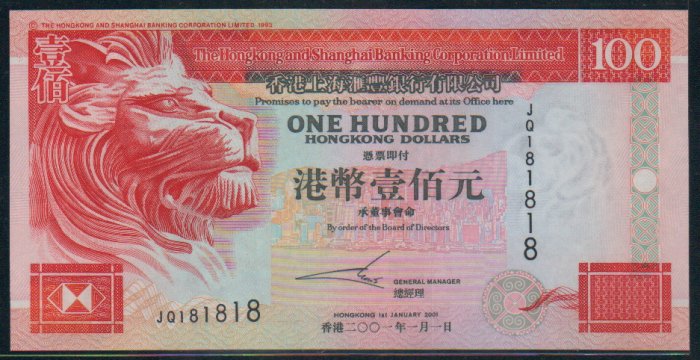 © THE HONGKONG AND SHANGHAI BANKING CORPORATION LIMITED 1993
壹佰
The Hongkong and Shanghai Banking Corporation Limited
100
香港上海滙豐銀行有限公司
Promises to pay the bearer on demand at its Office here
ONE HUNDRED
HONGKONG DOLLARS
憑票即付
港幣壹佰元
承董事會命
By order of the Board of Directors
JQ181818
GENERAL MANAGER
總經理
JQ181818
HONGKONG 1st JANUARY 2001
香港二〇〇一年一月一日